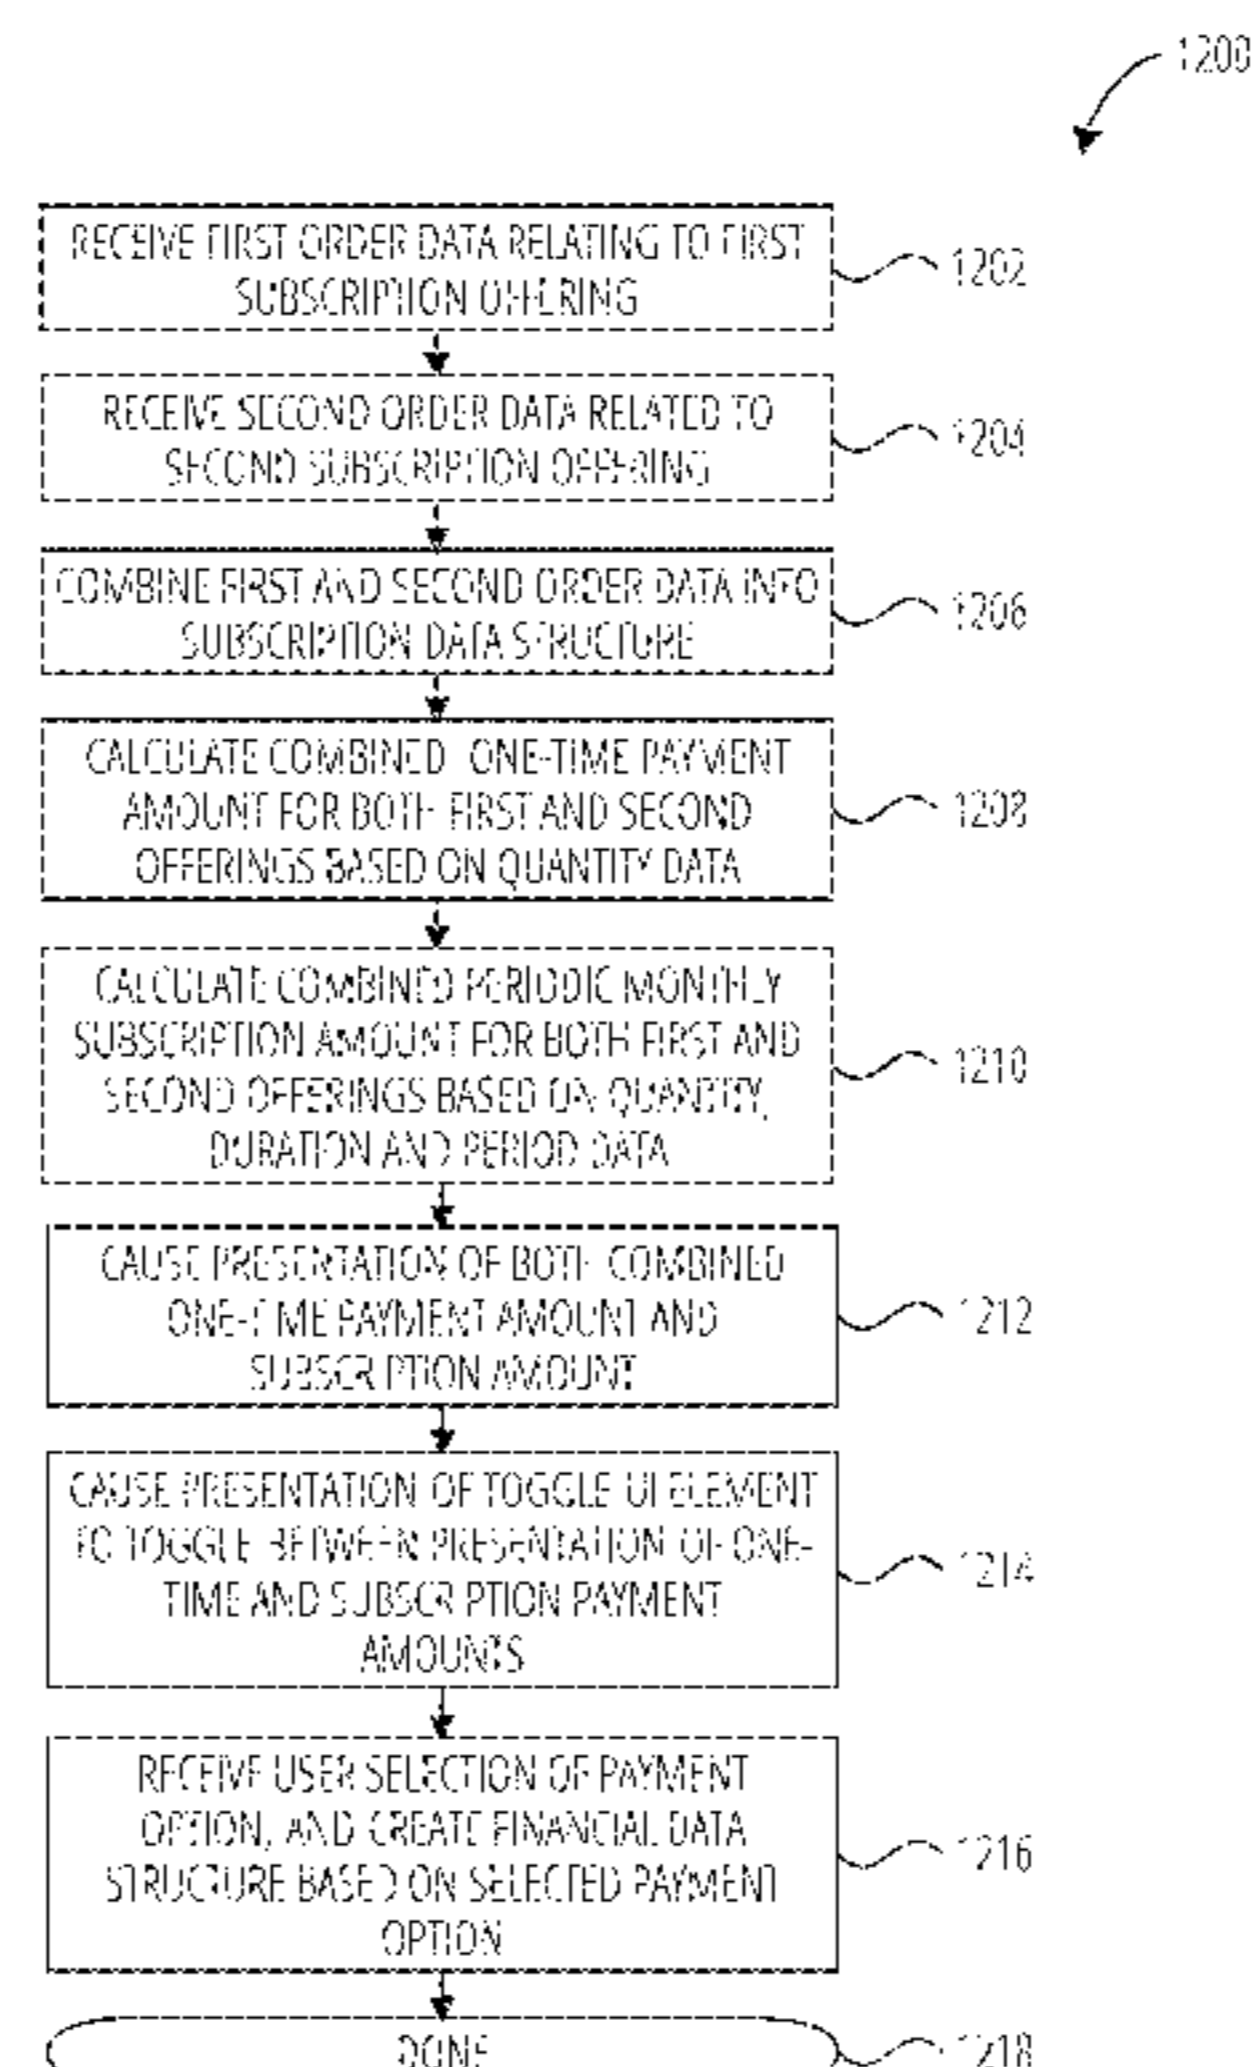 1200
RECEIVE FIRST ORDER DATA RELATING TO FIRST
SUBSCRIPTION OFFERING
1202
RECEIVE SECOND ORDER DATA RELATED TO
SECOND SUBSCRIPTION OFFERING
1204
COMBINE FIRST AND SECOND ORDER DATA INTO
SUBSCRIPTION DATA STRUCTURE
1206
CALCULATE COMBINED ONE-TIME PAYMENT
AMOUNT FOR BOTH FIRST AND SECOND
OFFERINGS BASED ON QUANTITY DATA
1208
CALCULATE COMBINED PERIODIC MONTHLY
SUBSCRIPTION AMOUNT FOR BOTH FIRST AND
SECOND OFFERINGS BASED ON QUANTITY,
DURATION AND PERIOD DATA
1210
CAUSE PRESENTATION OF BOTH COMBINED
ONE-TIME PAYMENT AMOUNT AND
SUBSCRIPTION AMOUNT
1212
CAUSE PRESENTATION OF TOGGLE UI ELEMENT
TO TOGGLE BETWEEN PRESENTATION OF ONE-
TIME AND SUBSCRIPTION PAYMENT
AMOUNTS
1214
RECEIVE USER SELECTION OF PAYMENT
OPTION, AND CREATE FINANCIAL DATA
STRUCTURE BASED ON SELECTED PAYMENT
OPTION
1216
DONE
1218